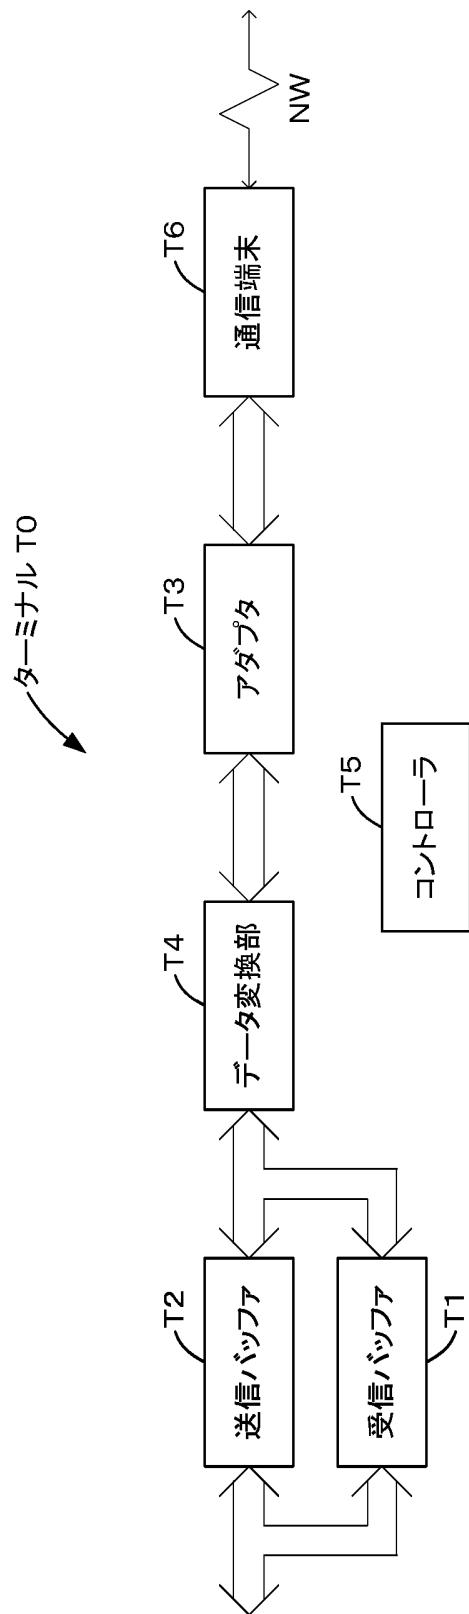 ターミナル T0
T2
送信バッファ
受信バッファ
T1
T4
データ変換部
T3
アダプタ
T5
コントローラ
T6
通信端末
NW